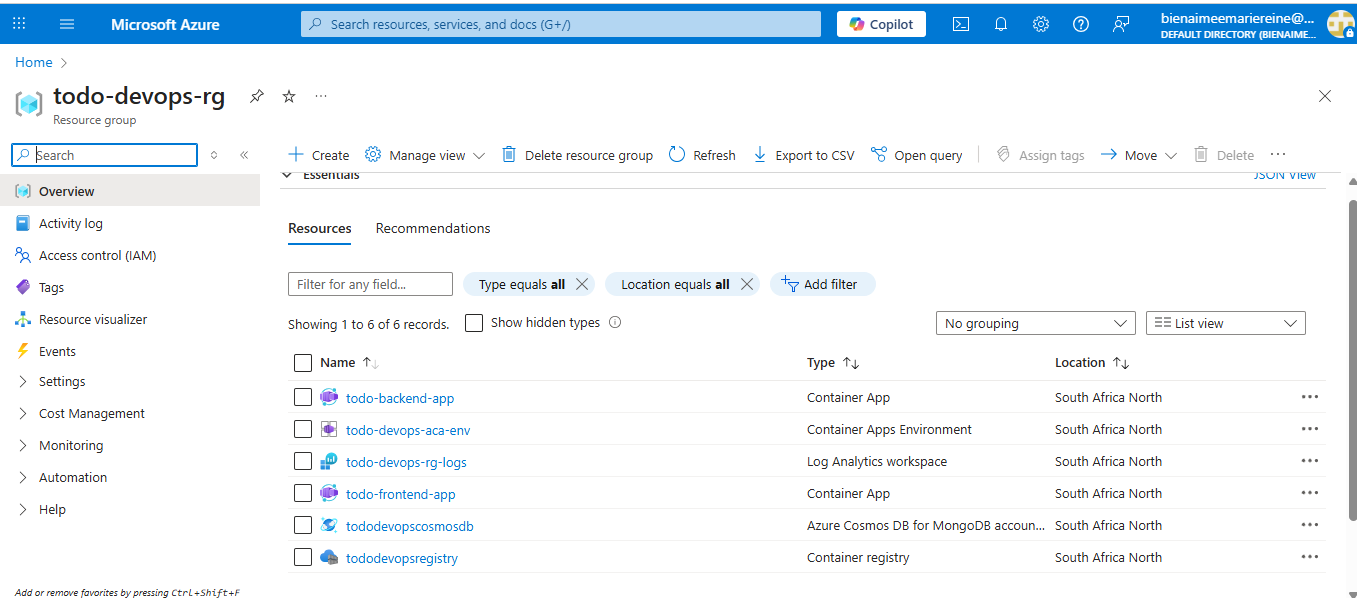 Microsoft Azure Search resources, services, and docs (G+/) Copilot bienaimeemariereine@...
DEFAULT DIRECTORY (BIENAIME...
Home
todo-devops-rg ...
Resource group
Search Create Manage view Delete resource group Refresh Export to CSV Open query Assign tags Move Delete ...
Essentials JSON View
Overview
Activity log
Access control (IAM)
Tags
Resource visualizer
Events
Settings
Cost Management
Monitoring
Automation
Help
Add or remove favorites by pressing Ctrl+Shift+F
Resources Recommendations
Filter for any field... Type equals all Location equals all Add filter
Showing 1 to 6 of 6 records. Show hidden types No grouping List view
Name Type Location
todo-backend-app Container App South Africa North
todo-devops-aca-env Container Apps Environment South Africa North
todo-devops-rg-logs Log Analytics workspace South Africa North
todo-frontend-app Container App South Africa North
tododevopscosmosdb Azure Cosmos DB for MongoDB accoun... South Africa North
tododevopsregistry Container registry South Africa North